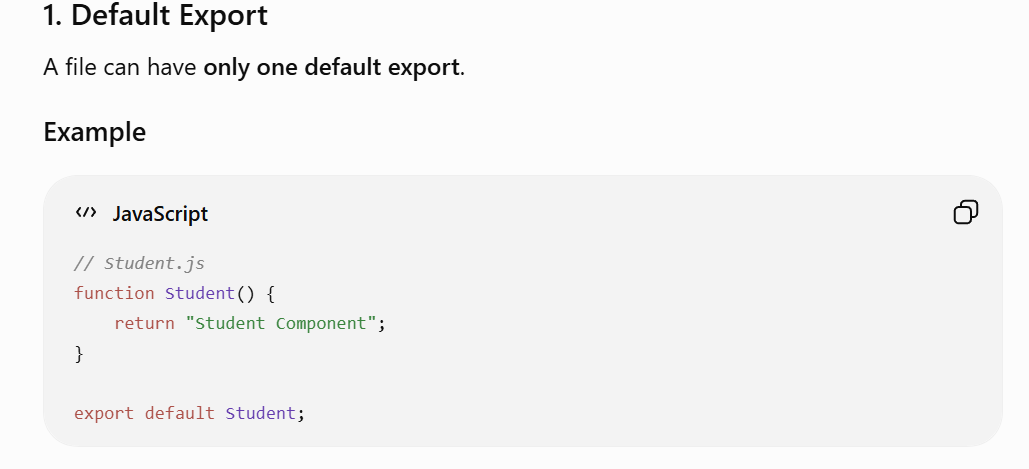 1. Default Export
A file can have only one default export.
Example
</> JavaScript
// Student.js
function Student() {
    return "Student Component";
}
export default Student;